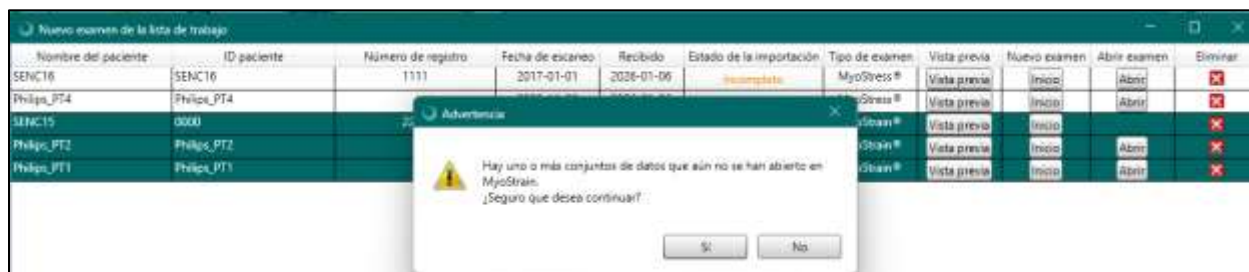 Nuevo examen de la lista de trabajo
Nombre del paciente ID paciente Número de registro Fecha de escaneo Recibido Estado de la importación Tipo de examen Vista previa Nuevo examen Abrir examen Eliminar
SENC16 SENC16 1111 2017-01-01 2026-01-06 Incompleto MyoStress® Vista previa Inicio Abrir
Philips_PT4 Philips_PT4 Vista previa Inicio Abrir
SENC15 0000 Vista previa Inicio
Philips_PT2 Philips_PT2 Vista previa Inicio Abrir
Philips_PT1 Philips_PT1 Vista previa Inicio Abrir
Advertencia
Hay uno o más conjuntos de datos que aún no se han abierto en
MyoStrain.
¿Seguro que desea continuar?
Sí No